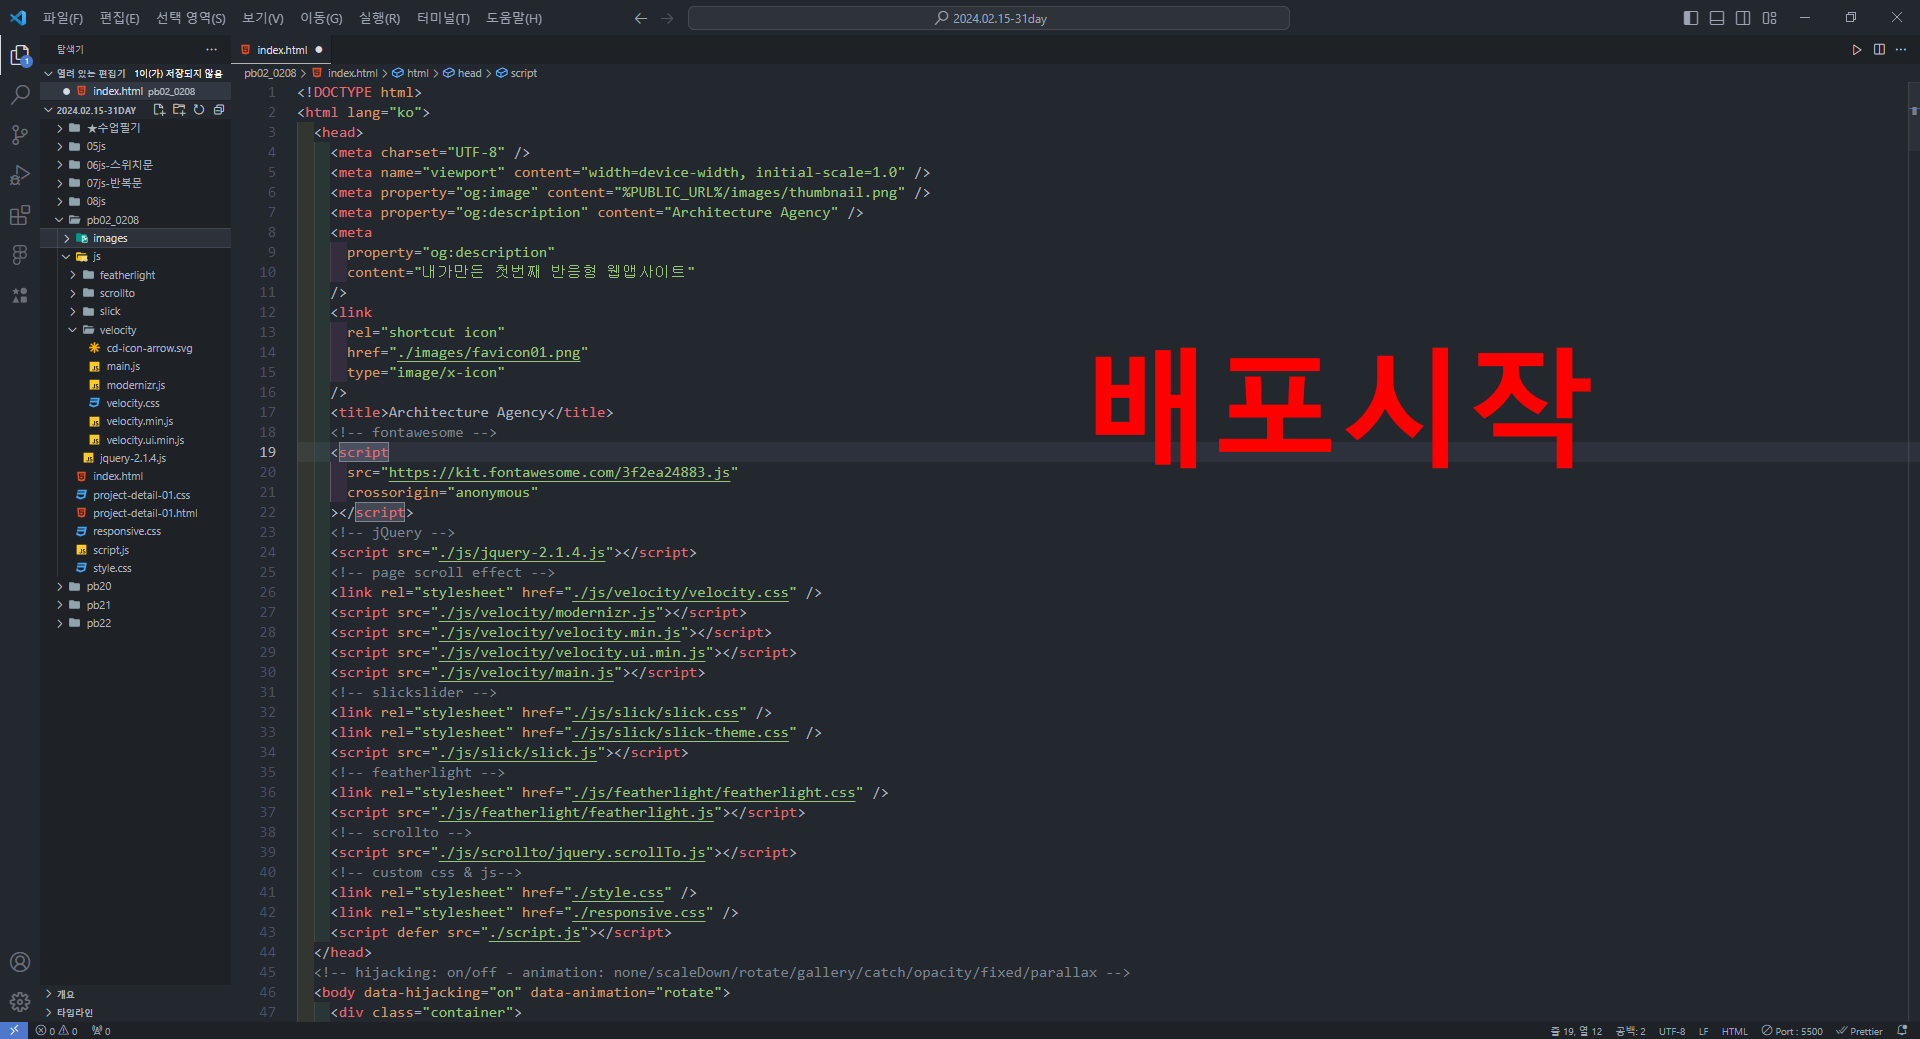 파일(F) 편집(E) 선택 영역(S) 보기(V) 이동(G) 실행(R) 터미널(T) 도움말(H)
2024.02.15-31day
탐색기
열려 있는 편집기 1이(가) 저장되지 않음
index.html pb02_0208
2024.02.15-31DAY
★수업필기
05js
06js-스위치문
07js-반복문
08js
pb02_0208
images
js
featherlight
scrollto
slick
velocity
cd-icon-arrow.svg
main.js
modernizr.js
velocity.css
velocity.min.js
velocity.ui.min.js
jquery-2.1.4.js
index.html
project-detail-01.css
project-detail-01.html
responsive.css
script.js
style.css
pb20
pb21
pb22
개요
타임라인
index.html
pb02_0208 > index.html > html > head > script
1 <!DOCTYPE html>
2 <html lang="ko">
3 <head>
4 <meta charset="UTF-8" />
5 <meta name="viewport" content="width=device-width, initial-scale=1.0" />
6 <meta property="og:image" content="%PUBLIC_URL%/images/thumbnail.png" />
7 <meta property="og:description" content="Architecture Agency" />
8 <meta
9 property="og:description"
10 content="내가만든 첫번째 반응형 웹앱사이트"
11 />
12 <link
13 rel="shortcut icon"
14 href="./images/favicon01.png"
15 type="image/x-icon"
16 />
17 <title>Architecture Agency</title>
18 <!-- fontawesome -->
19 <script
20 src="https://kit.fontawesome.com/3f2ea24883.js"
21 crossorigin="anonymous"
22 ></script>
23 <!-- jQuery -->
24 <script src="./js/jquery-2.1.4.js"></script>
25 <!-- page scroll effect -->
26 <link rel="stylesheet" href="./js/velocity/velocity.css" />
27 <script src="./js/velocity/modernizr.js"></script>
28 <script src="./js/velocity/velocity.min.js"></script>
29 <script src="./js/velocity/velocity.ui.min.js"></script>
30 <script src="./js/velocity/main.js"></script>
31 <!-- slickslider -->
32 <link rel="stylesheet" href="./js/slick/slick.css" />
33 <link rel="stylesheet" href="./js/slick/slick-theme.css" />
34 <script src="./js/slick/slick.js"></script>
35 <!-- featherlight -->
36 <link rel="stylesheet" href="./js/featherlight/featherlight.css" />
37 <script src="./js/featherlight/featherlight.js"></script>
38 <!-- scrollto -->
39 <script src="./js/scrollto/jquery.scrollTo.js"></script>
40 <!-- custom css & js-->
41 <link rel="stylesheet" href="./style.css" />
42 <link rel="stylesheet" href="./responsive.css" />
43 <script defer src="./script.js"></script>
44 </head>
45 <!-- hijacking: on/off - animation: none/scaleDown/rotate/gallery/catch/opacity/fixed/parallax -->
46 <body data-hijacking="on" data-animation="rotate">
47 <div class="container">
배포시작
0 0 0 줄 19, 열 12 공백: 2 UTF-8 LF HTML Port : 5500 Prettier